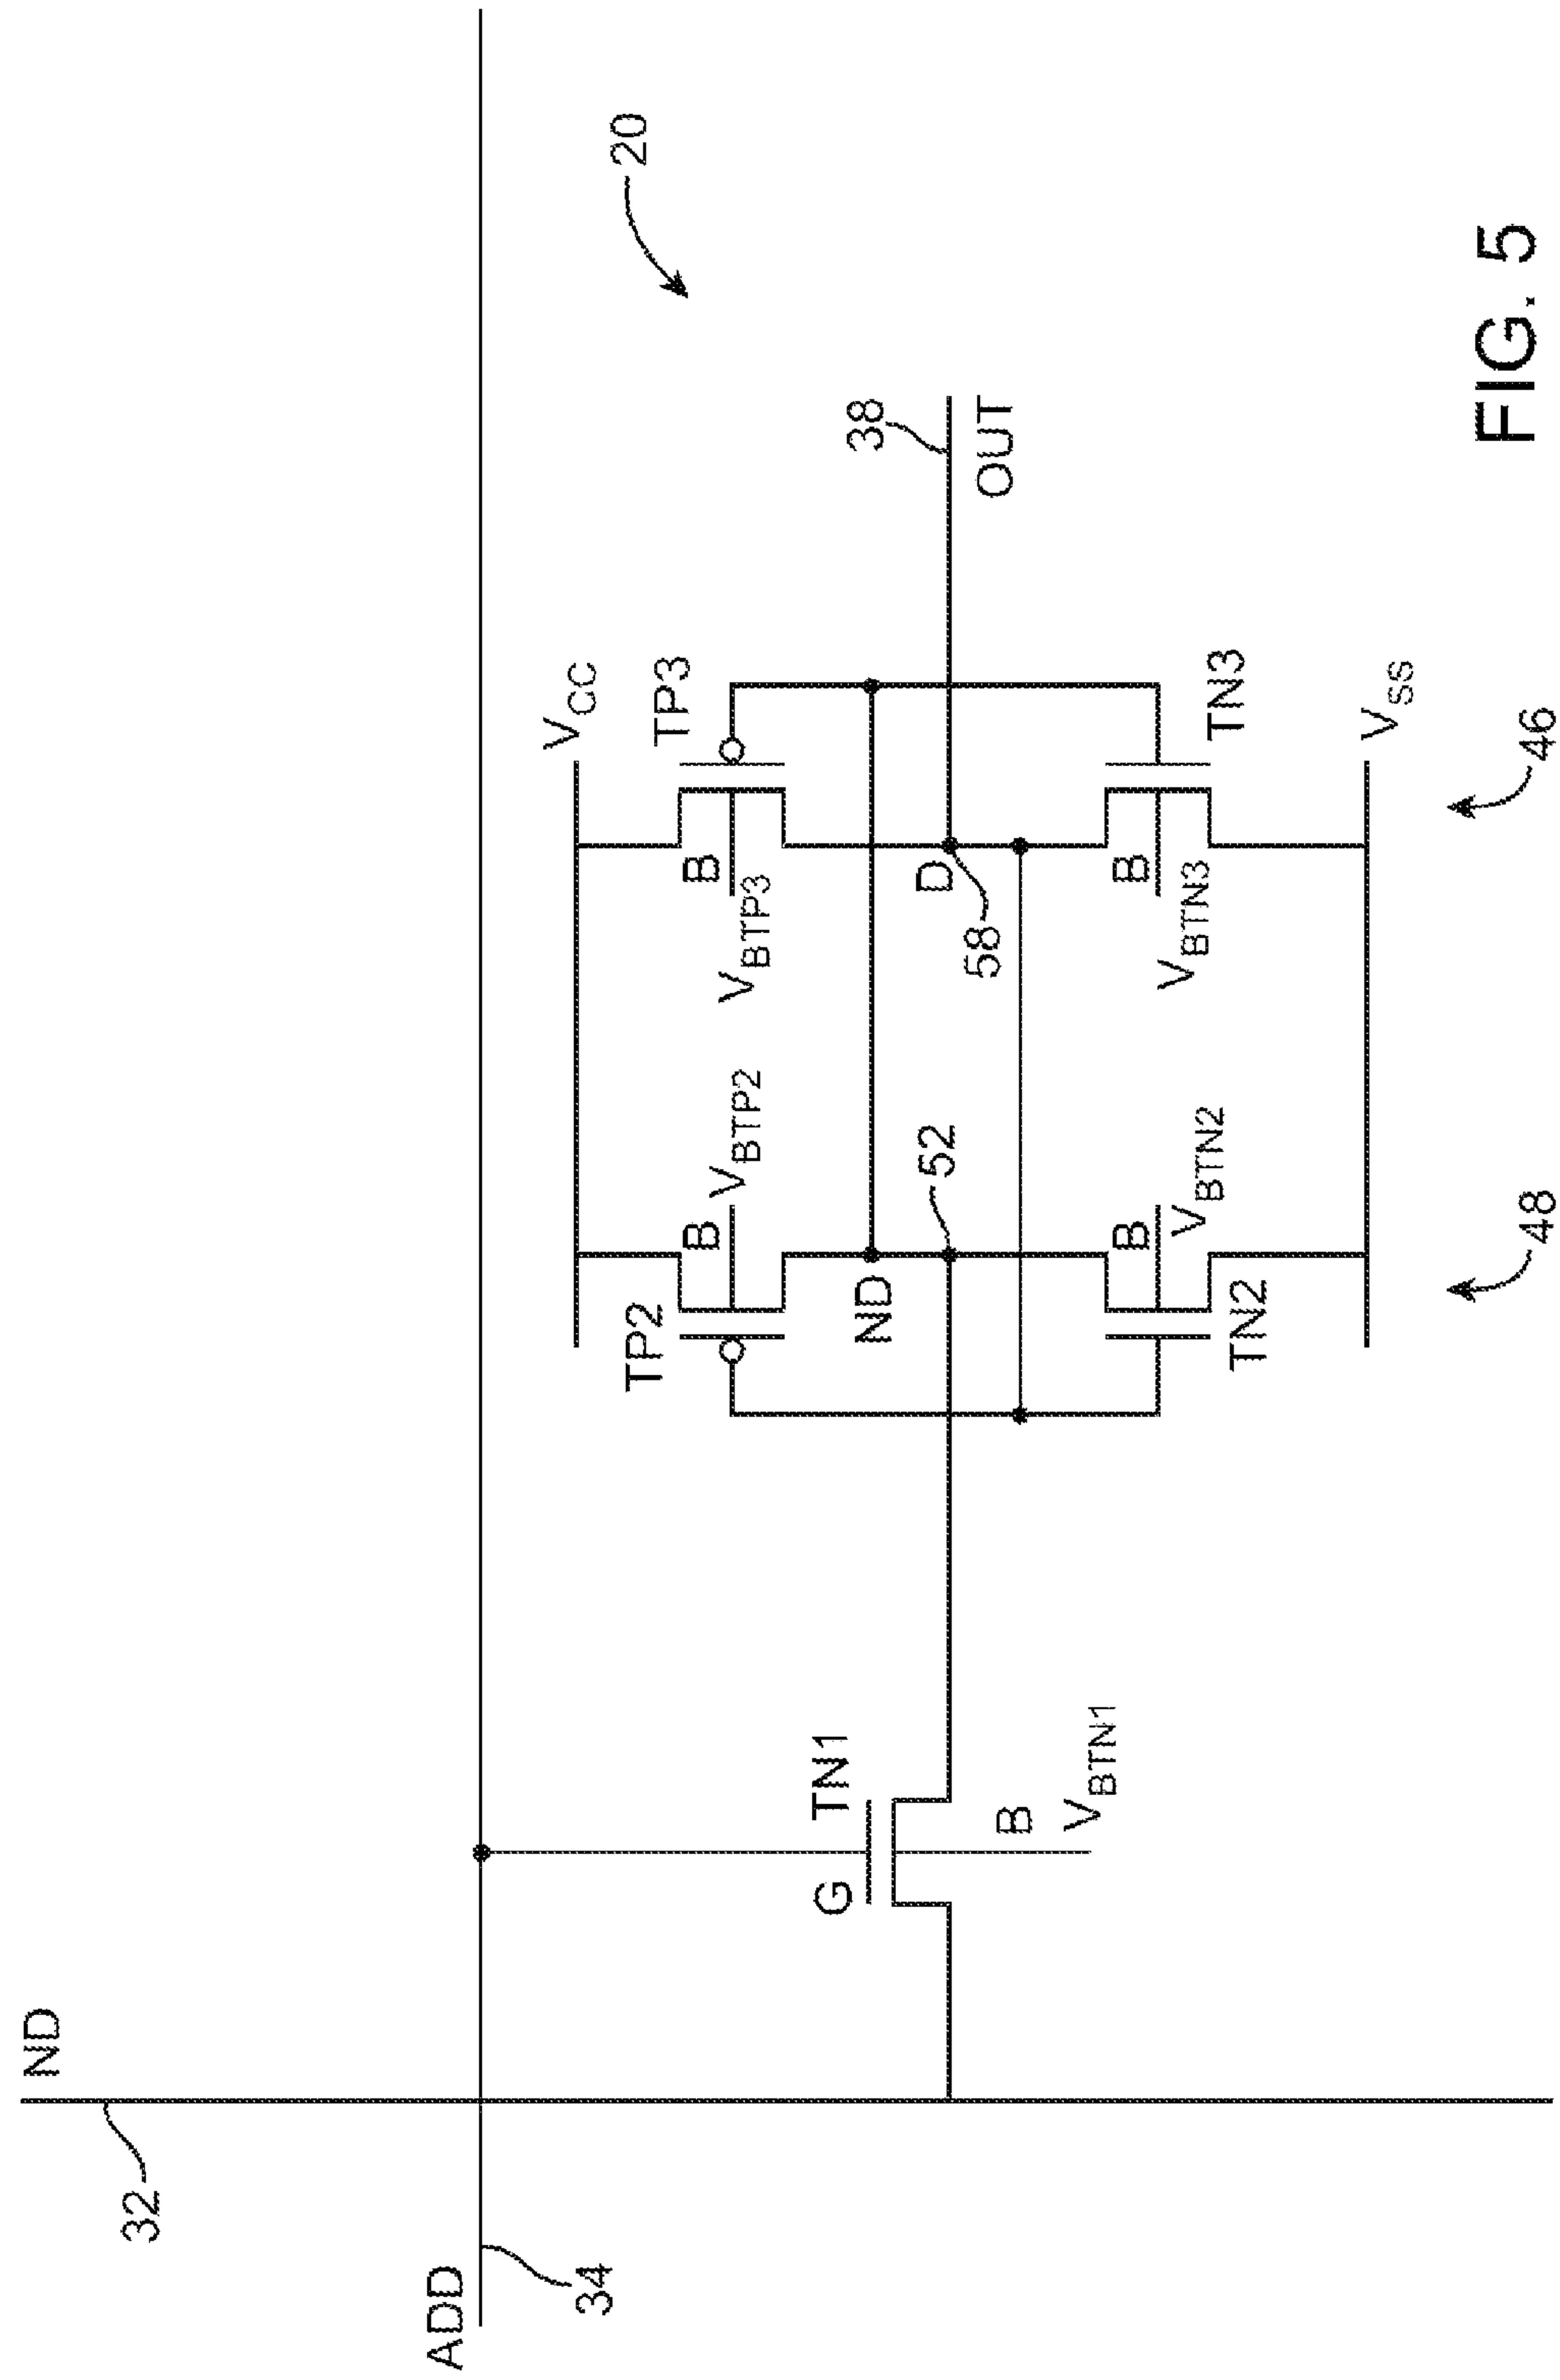 ND
32
ADD
34
20
VCC
TP2
B
VBTP2
TP3
B
VBTP3
TN1
G
B
VBTN1
ND
52
D
58
38
OUT
TN2
B
VBTN2
TN3
B
VBTN3
VSS
48
46
FIG. 5